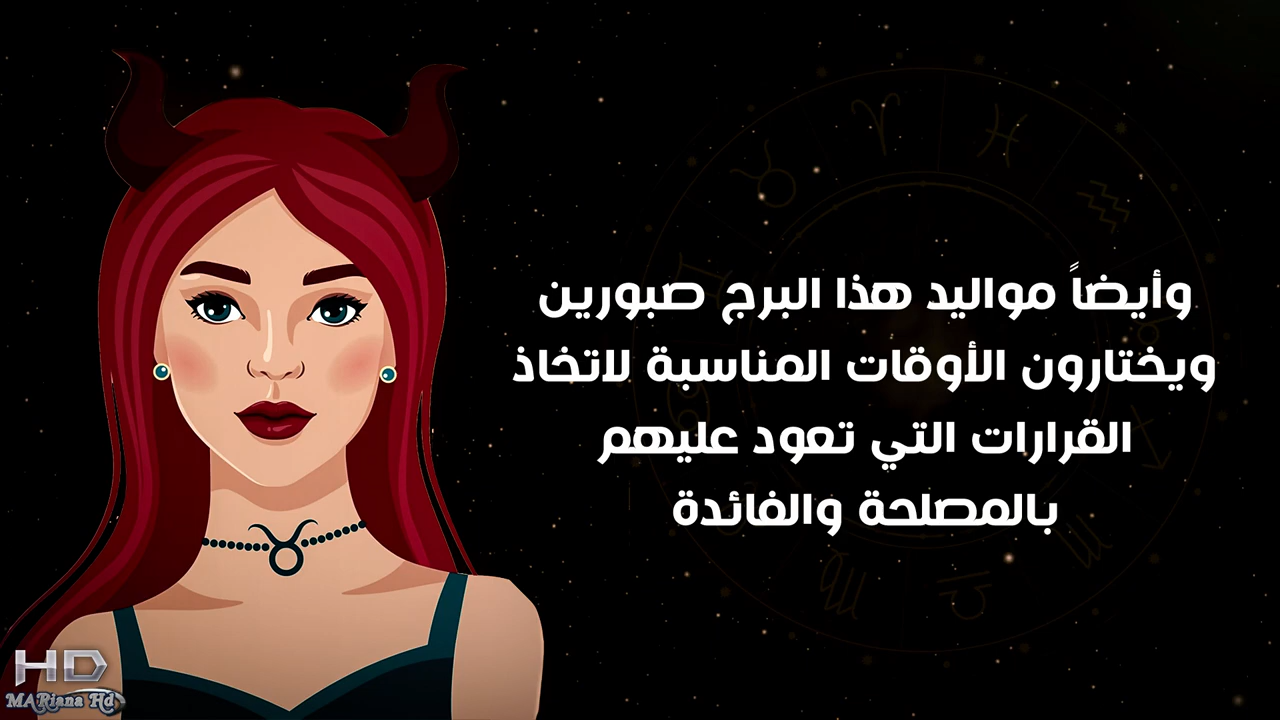 وأيضاً مواليد هذا البرج صبورين
ويختارون الأوقات المناسبة لاتخاذ
القرارات التي تعود عليهم
بالمصلحة والفائدة
HD
MARiana Hd